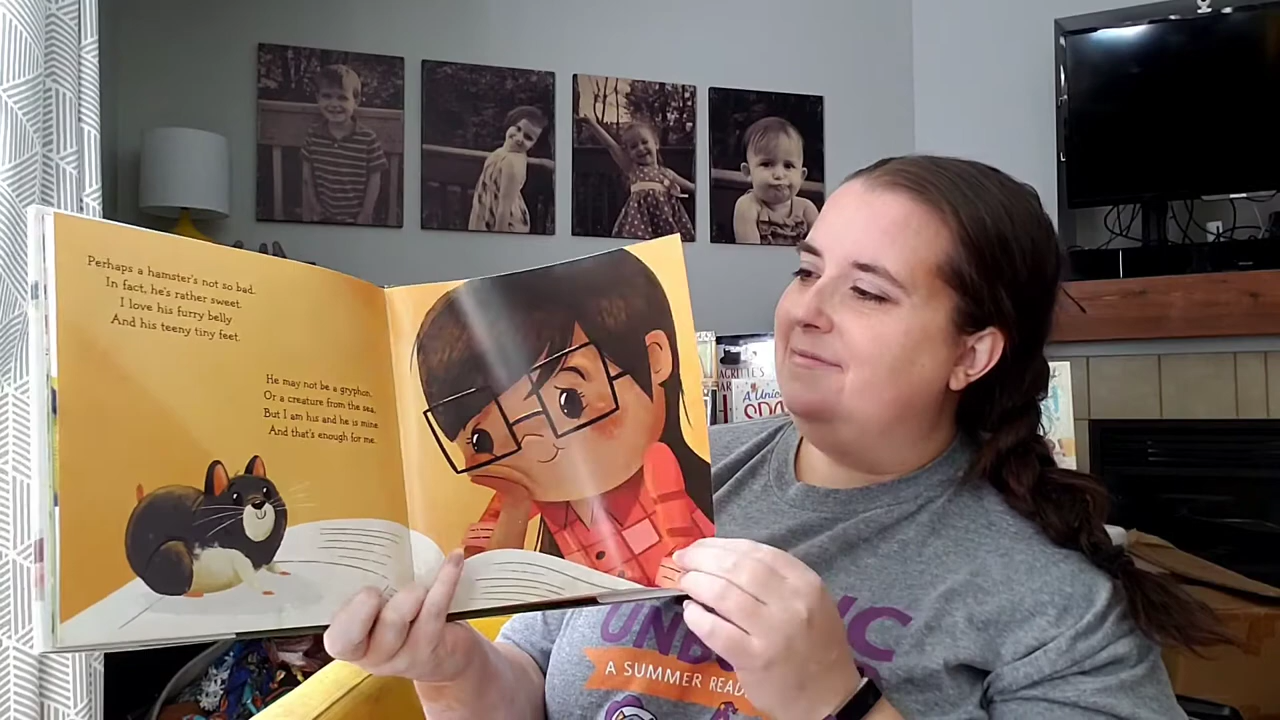 Perhaps a hamster's not so bad.
In fact, he's rather sweet.
I love his furry belly
And his teeny tiny feet.
He may not be a gryphon,
Or a creature from the sea,
But I am his and he is mine
And that's enough for me.
A SUMMER
A